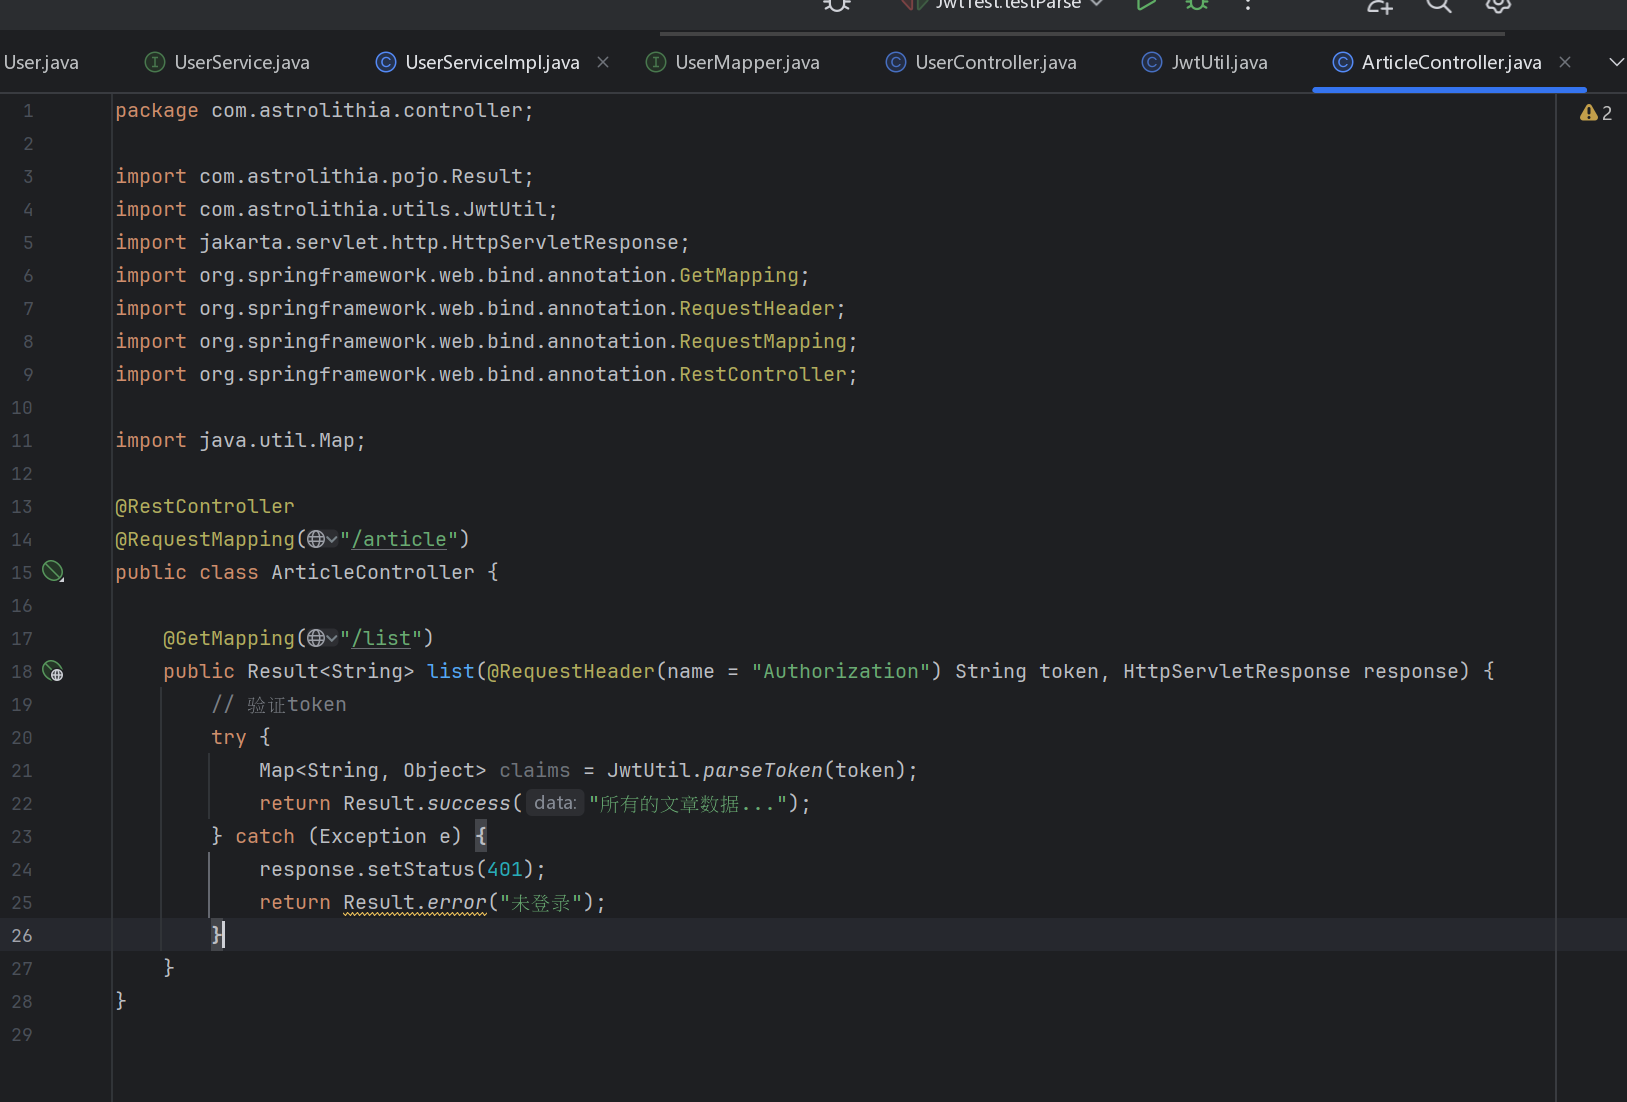 JwtTest.testParse
User.java UserService.java UserServiceImpl.java UserMapper.java UserController.java JwtUtil.java ArticleController.java
2
1 package com.astrolithia.controller;
2
3 import com.astrolithia.pojo.Result;
4 import com.astrolithia.utils.JwtUtil;
5 import jakarta.servlet.http.HttpServletResponse;
6 import org.springframework.web.bind.annotation.GetMapping;
7 import org.springframework.web.bind.annotation.RequestHeader;
8 import org.springframework.web.bind.annotation.RequestMapping;
9 import org.springframework.web.bind.annotation.RestController;
10
11 import java.util.Map;
12
13 @RestController
14 @RequestMapping("/article")
15 public class ArticleController {
16
17 @GetMapping("/list")
18 public Result<String> list(@RequestHeader(name = "Authorization") String token, HttpServletResponse response) {
19 // 验证token
20 try {
21 Map<String, Object> claims = JwtUtil.parseToken(token);
22 return Result.success( data: "所有的文章数据...");
23 } catch (Exception e) {
24 response.setStatus(401);
25 return Result.error("未登录");
26 }
27 }
28 }
29